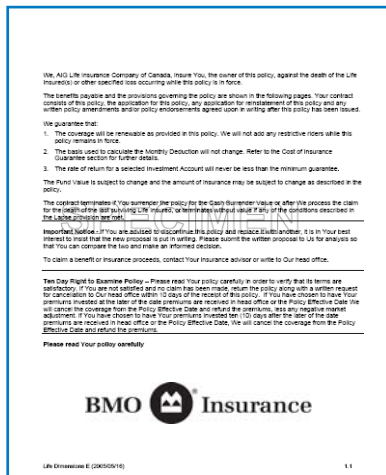 We, AIG Life Insurance Company of Canada, Insure You, the owner of this policy, against the death of the Life
Insured(s) or other specified loss occurring while this policy is in force.
The benefits payable and the provisions governing the policy are shown in the following pages. Your contract
consists of this policy, the application for this policy, any application for reinstatement of this policy and any
written policy amendments and/or policy endorsements agreed upon in writing after this policy has been issued.
We guarantee that:
1. The coverage will be renewable as provided in this policy. We will not add any restrictive riders while this
policy remains in force.
2. The basis used to calculate the Monthly Deduction will not change. Refer to the Cost of Insurance
Guarantee section for further details.
3. The rate of return for a selected Investment Account will never be less than the minimum guarantee.
The Fund Value is subject to change and the amount of insurance may be subject to change as described in the
policy.
The contract terminates if You surrender the policy for the Cash Surrender Value or after We process the claim
for the death of the last surviving Life Insured, or terminates without value if any of the conditions described in
the Lapse provision are met.
SPECIMEN
Important Notice - If You are advised to discontinue this policy and replace it with another, it is in Your best
interest to insist that the new proposal is put in writing. Please submit the written proposal to Us for analysis so
that You can compare the two and make an informed decision.
To claim a benefit or insurance proceeds, contact Your insurance advisor or write to Our head office.
Ten Day Right to Examine Policy – Please read Your policy carefully in order to verify that its terms are
satisfactory. If You are not satisfied and no claim has been made, return the policy along with a written request
for cancellation to Our head office within 10 days of the receipt of this policy. If You have chosen to have Your
premiums invested at the later of the date premiums are received in head office or the Policy Effective Date We
will cancel the coverage from the Policy Effective Date and refund the premiums, less any negative market
adjustment. If You have chosen to have Your premiums invested ten (10) days after the later of the date
premiums are received in head office or the Policy Effective Date, We will cancel the coverage from the Policy
Effective Date and refund the premiums.
Please read Your policy carefully
BMO Insurance
Life Dimensions E (2005/05/16) 1.1